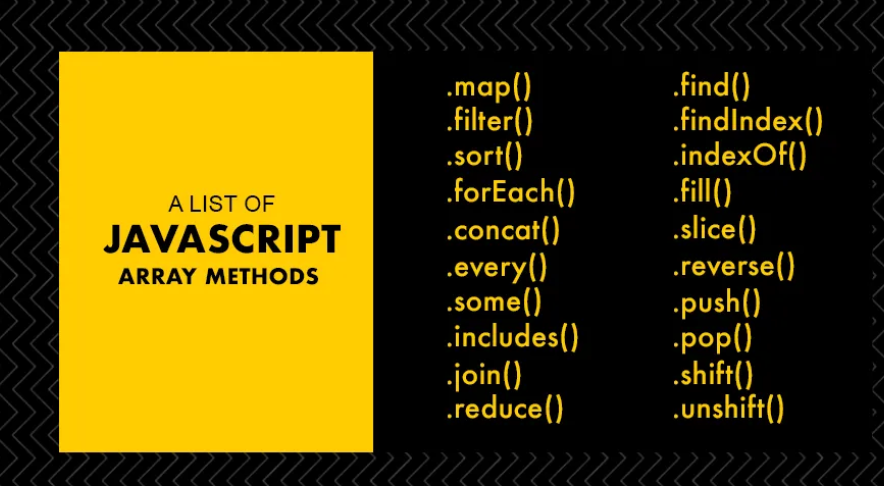 A LIST OF
JAVASCRIPT
ARRAY METHODS
.map()
.filter()
.sort()
.forEach()
.concat()
.every()
.some()
.includes()
.join()
.reduce()
.find()
.findIndex()
.indexOf()
.fill()
.slice()
.reverse()
.push()
.pop()
.shift()
.unshift()